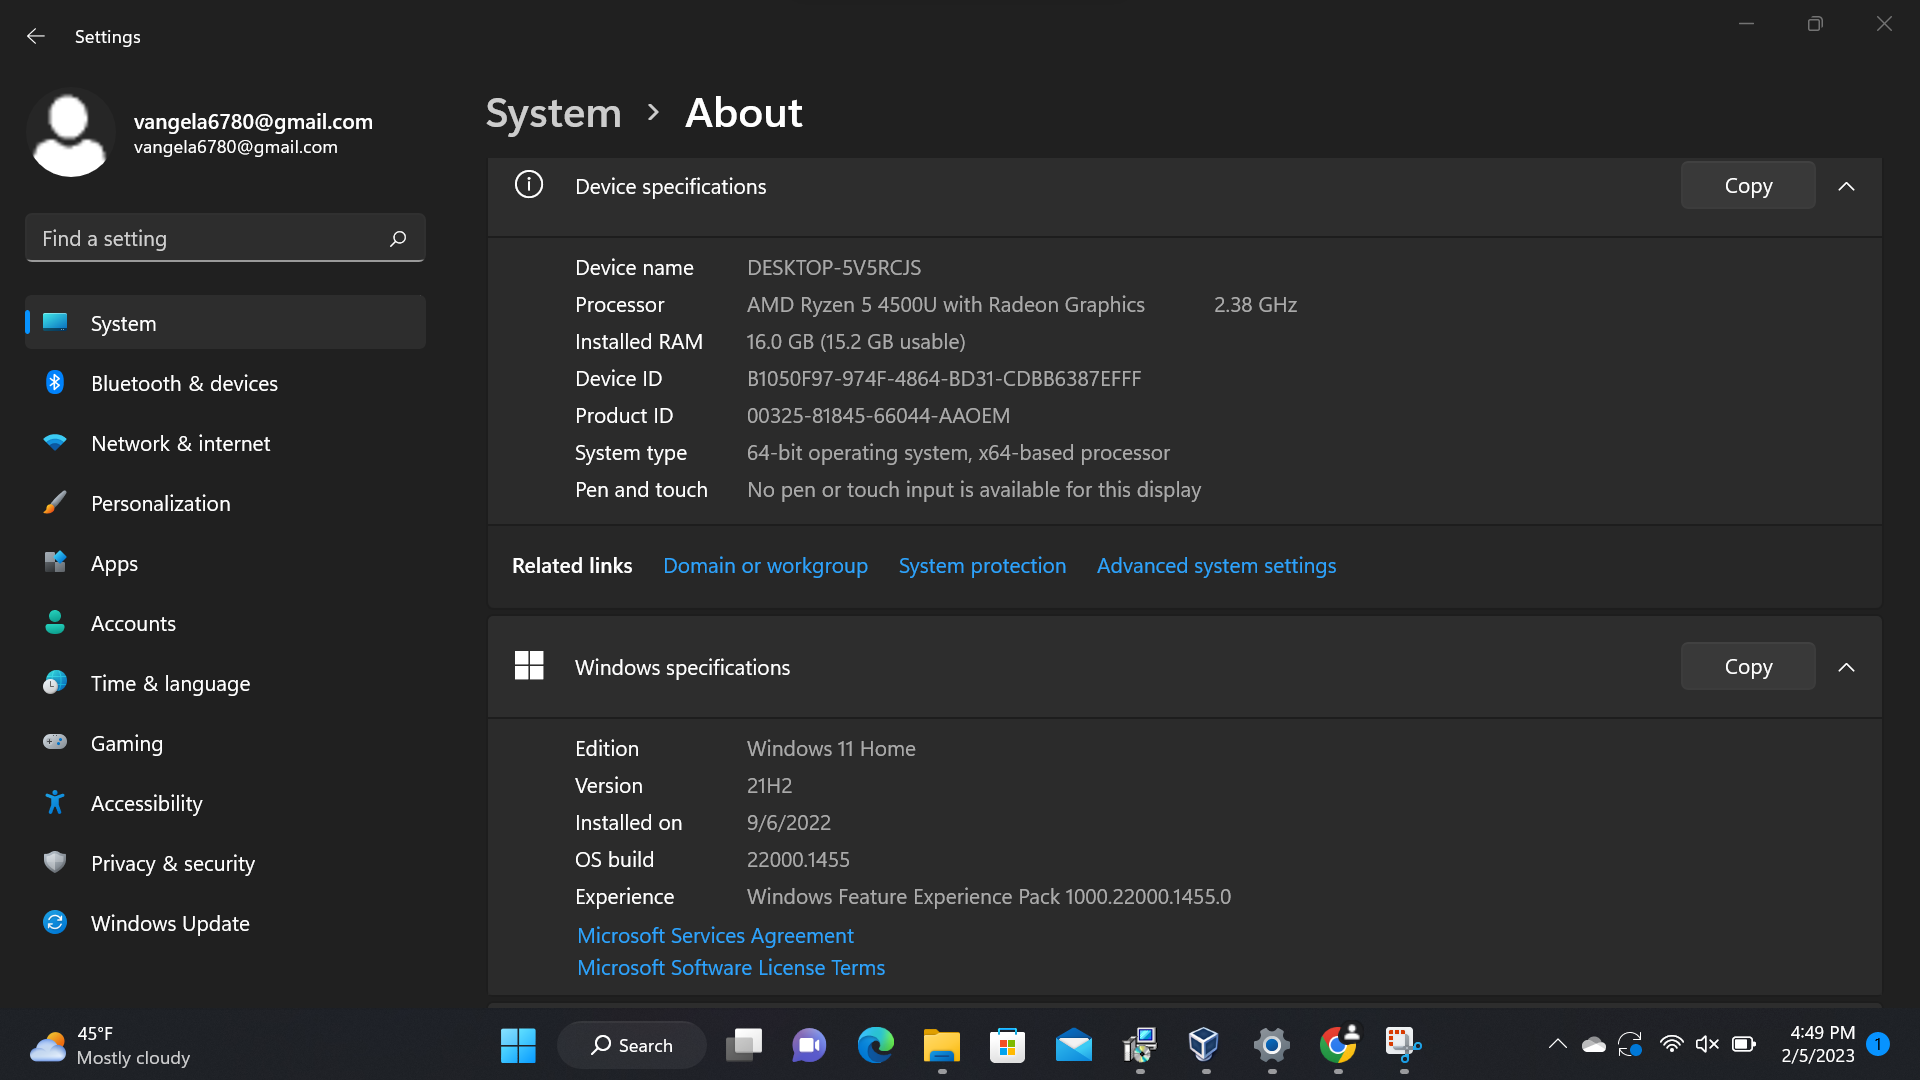 Settings
vangela6780@gmail.com
vangela6780@gmail.com
Find a setting
System
Bluetooth & devices
Network & internet
Personalization
Apps
Accounts
Time & language
Gaming
Accessibility
Privacy & security
Windows Update
System › About
Device specifications Copy
Device name DESKTOP-5V5RCJS
Processor AMD Ryzen 5 4500U with Radeon Graphics 2.38 GHz
Installed RAM 16.0 GB (15.2 GB usable)
Device ID B1050F97-974F-4864-BD31-CDBB6387EFFF
Product ID 00325-81845-66044-AAOEM
System type 64-bit operating system, x64-based processor
Pen and touch No pen or touch input is available for this display
Related links Domain or workgroup System protection Advanced system settings
Windows specifications Copy
Edition Windows 11 Home
Version 21H2
Installed on 9/6/2022
OS build 22000.1455
Experience Windows Feature Experience Pack 1000.22000.1455.0
Microsoft Services Agreement
Microsoft Software License Terms
45°F
Mostly cloudy
Search
4:49 PM
2/5/2023
1